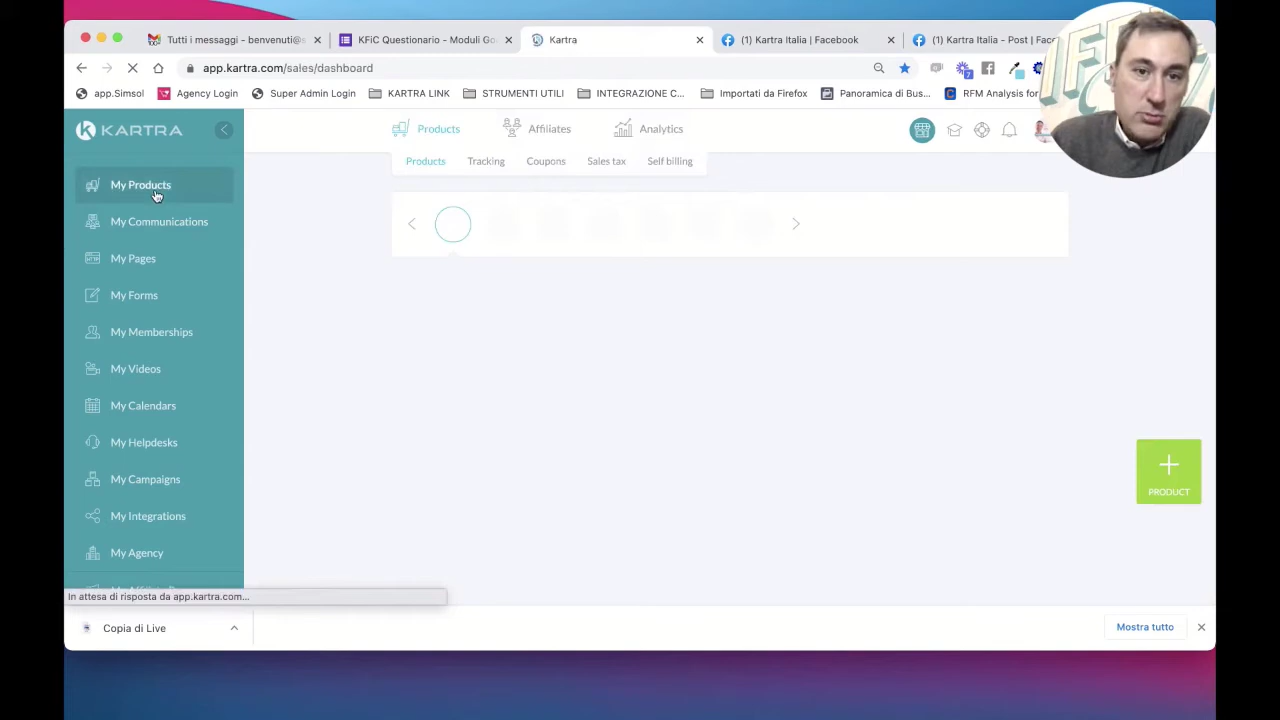 Tutti i messaggi - benvenuti@s
KFiC Questionario - Moduli Go
Kartra
(1) Kartra Italia | Facebook
(1) Kartra Italia - Post | Fac
app.kartra.com/sales/dashboard
app.Simsol
Agency Login
Super Admin Login
KARTRA LINK
STRUMENTI UTILI
INTEGRAZIONE C...
Importati da Firefox
Panoramica di Bus...
RFM Analysis for
KARTRA
Products
Affiliates
Analytics
Products
Tracking
Coupons
Sales tax
Self billing
My Products
My Communications
My Pages
My Forms
My Memberships
My Videos
My Calendars
My Helpdesks
My Campaigns
My Integrations
My Agency
PRODUCT
In attesa di risposta da app.kartra.com...
Copia di Live
Mostra tutto